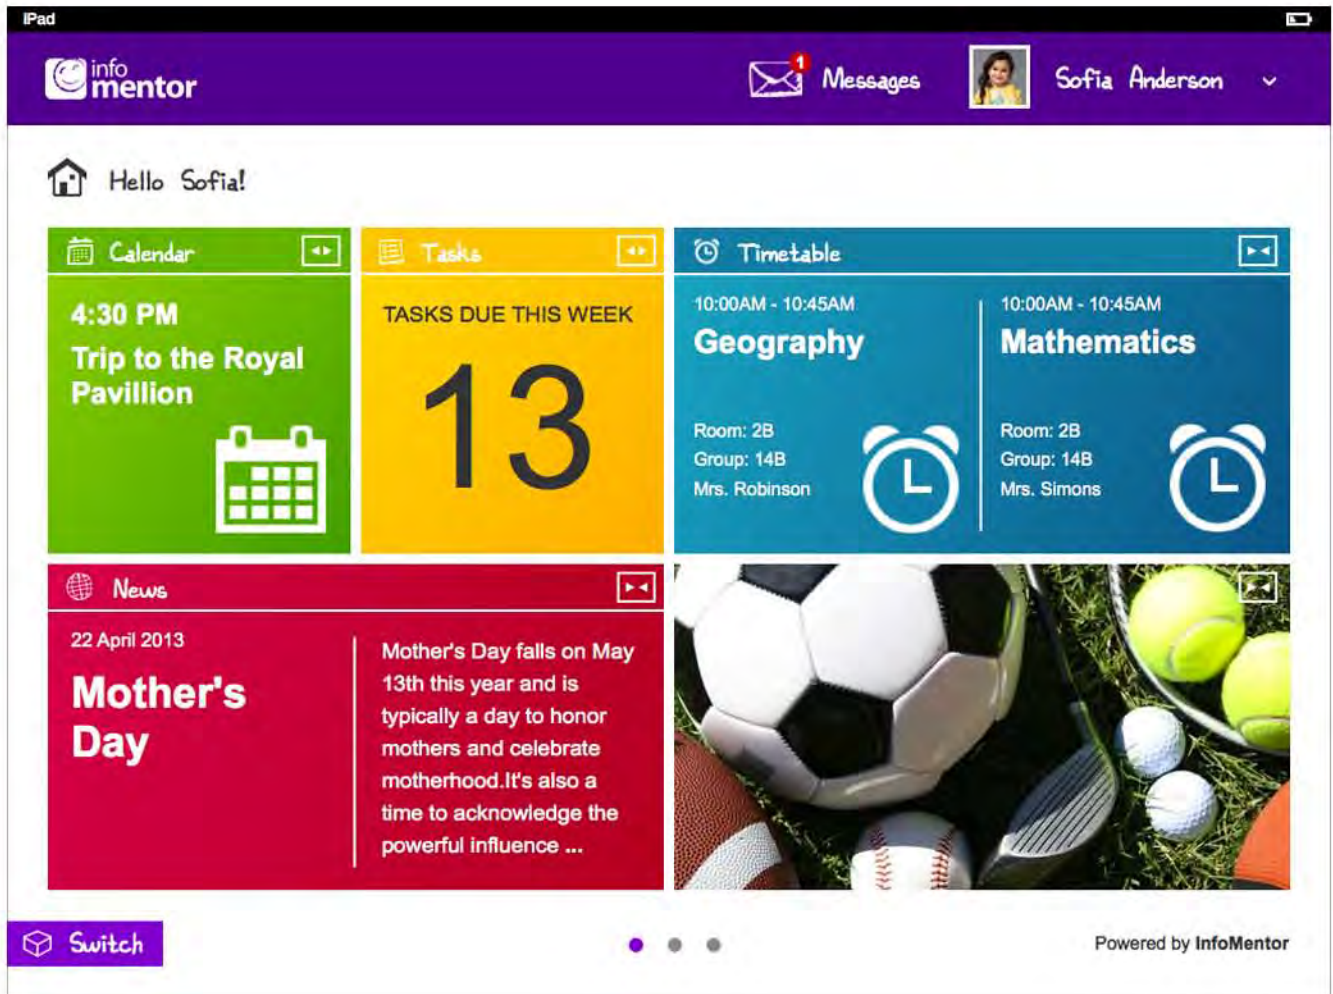 iPad
info
mentor
1
Messages
Sofia Anderson
Hello Sofia!
Calendar
4:30 PM
Trip to the Royal
Pavillion
Tasks
TASKS DUE THIS WEEK
13
Timetable
10:00AM - 10:45AM
Geography
Room: 2B
Group: 14B
Mrs. Robinson
10:00AM - 10:45AM
Mathematics
Room: 2B
Group: 14B
Mrs. Simons
News
22 April 2013
Mother's
Day
Mother's Day falls on May
13th this year and is
typically a day to honor
mothers and celebrate
motherhood.It's also a
time to acknowledge the
powerful influence ...
Switch
Powered by InfoMentor